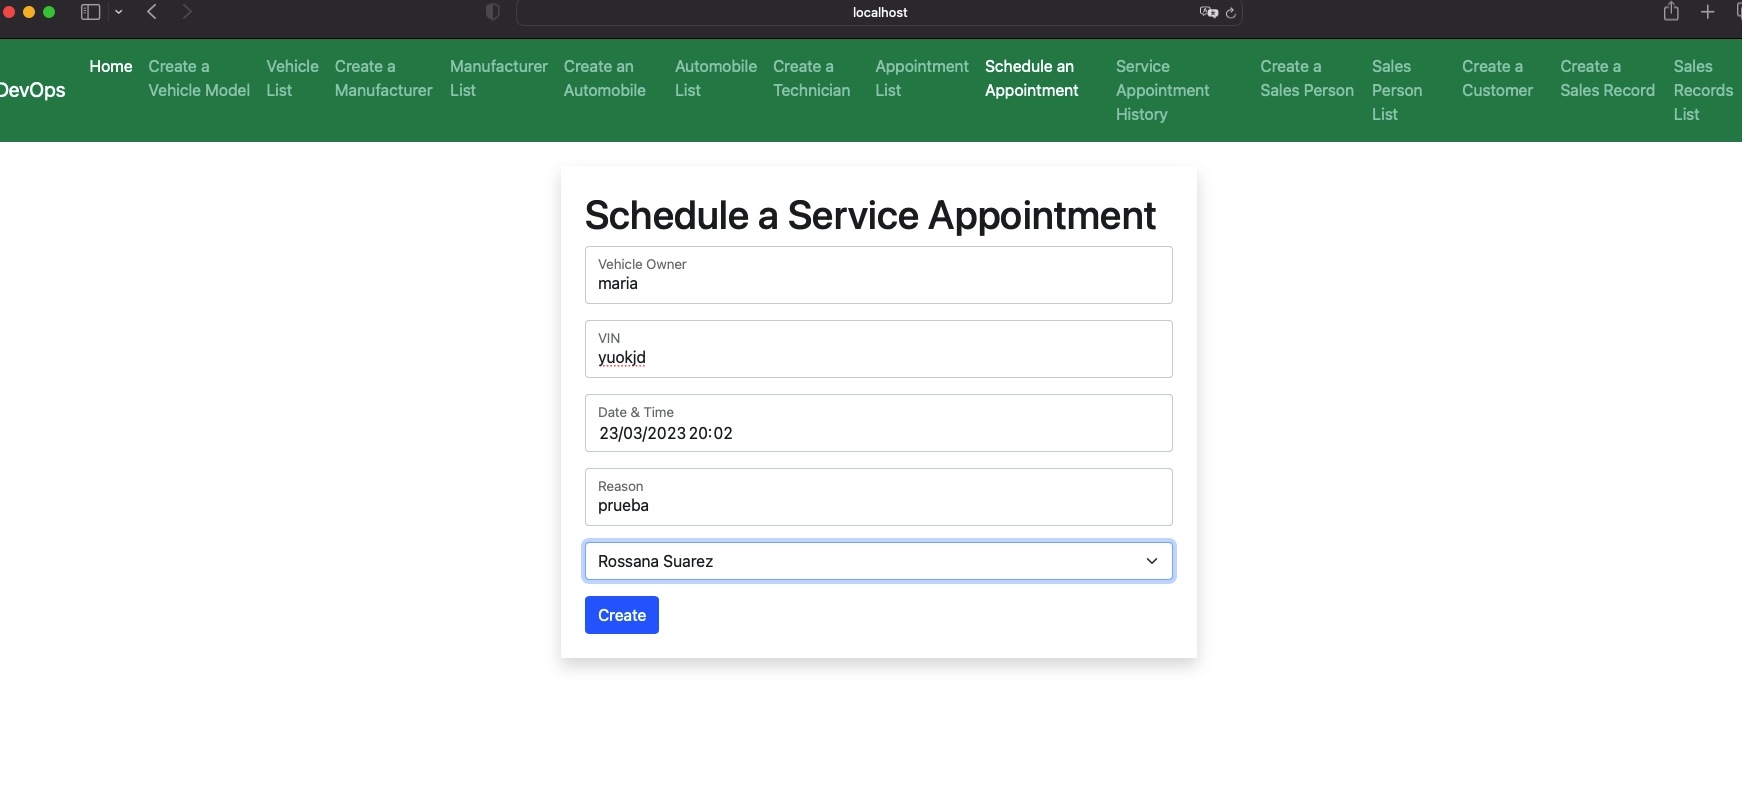 localhost
DevOps
Home
Create a
Vehicle Model
Vehicle
List
Create a
Manufacturer
Manufacturer
List
Create an
Automobile
Automobile
List
Create a
Technician
Appointment
List
Schedule an
Appointment
Service
Appointment
History
Create a
Sales Person
Sales
Person
List
Create a
Customer
Create a
Sales Record
Sales
Records
List
Schedule a Service Appointment
Vehicle Owner
maria
VIN
yuokjd
Date & Time
23/03/2023 20:02
Reason
prueba
Rossana Suarez
Create